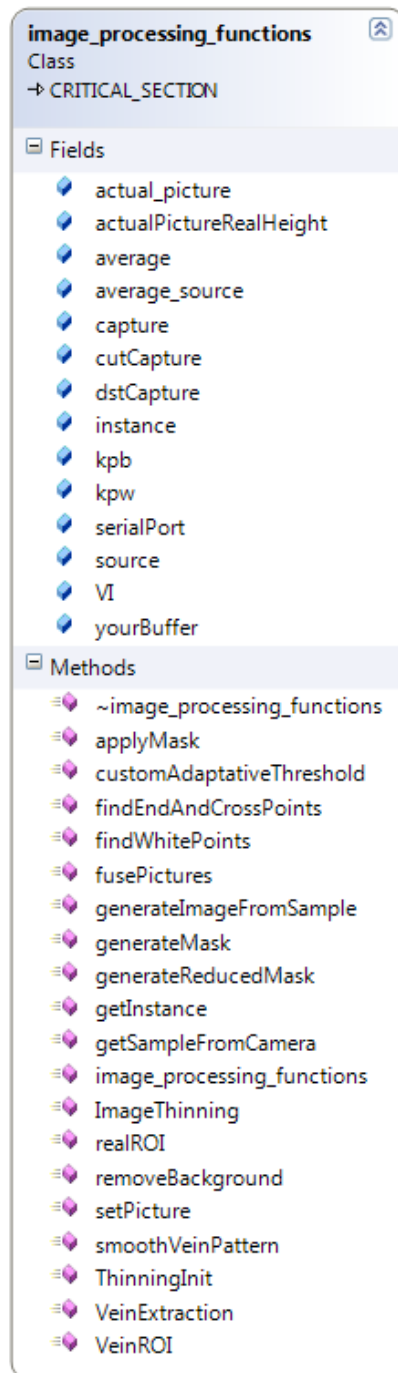 image_processing_functions
Class
CRITICAL_SECTION
Fields
actual_picture
actualPictureRealHeight
average
average_source
capture
cutCapture
dstCapture
instance
kpb
kpw
serialPort
source
VI
yourBuffer
Methods
~image_processing_functions
applyMask
customAdaptativeThreshold
findEndAndCrossPoints
findWhitePoints
fusePictures
generateImageFromSample
generateMask
generateReducedMask
getInstance
getSampleFromCamera
image_processing_functions
ImageThinning
realROI
removeBackground
setPicture
smoothVeinPattern
ThinningInit
VeinExtraction
VeinROI